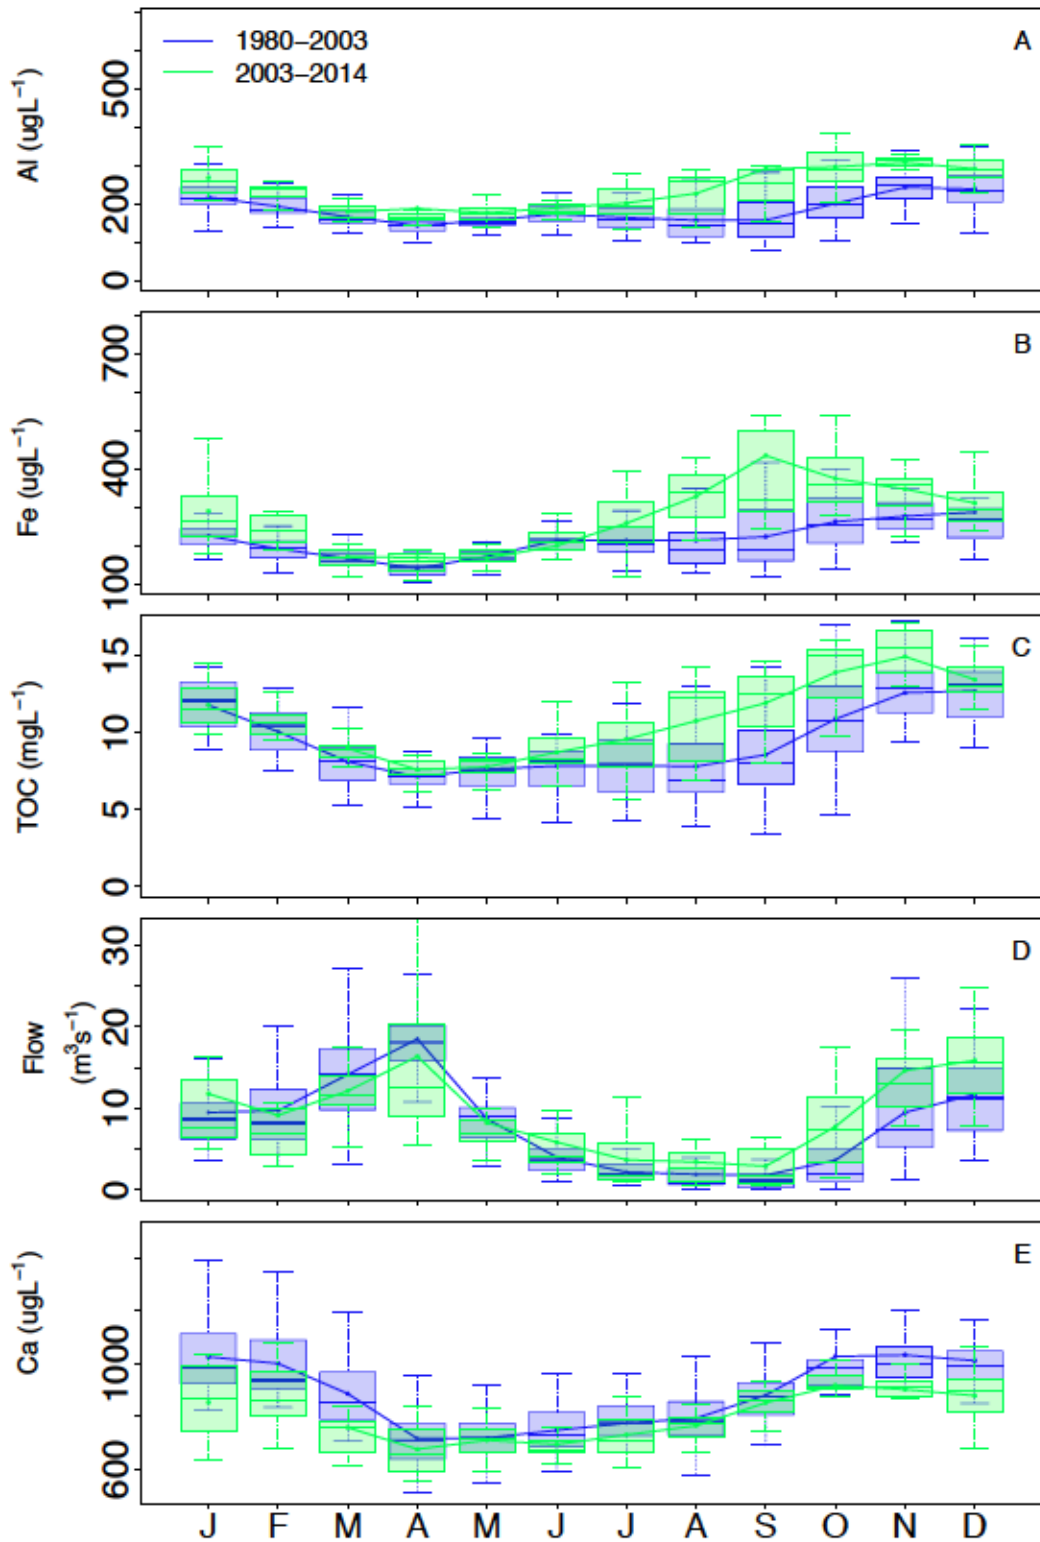 A
1980–2003
2003–2014
Al (ugL⁻¹)
500
200
0
B
Fe (ugL⁻¹)
700
400
100
C
TOC (mgL⁻¹)
15
10
5
0
D
Flow
(m³s⁻¹)
30
20
10
0
E
Ca (ugL⁻¹)
1000
600
J F M A M J J A S O N D